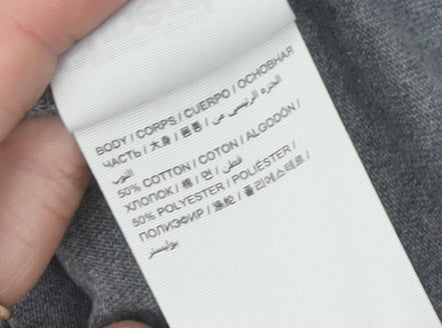 BODY / CORPS / CUERPO / ОСНОВНАЯ
ЧАСТЬ / 大身 / 몸통 / الجزء الرئيسي من
الثوب
50% COTTON / COTON / ALGODÓN /
ХЛОПОК / 棉 / 면 / قطن
50% POLYESTER / POLIÉSTER /
ПОЛИЭФИР / 涤纶 / 폴리에스테르 /
بوليستر